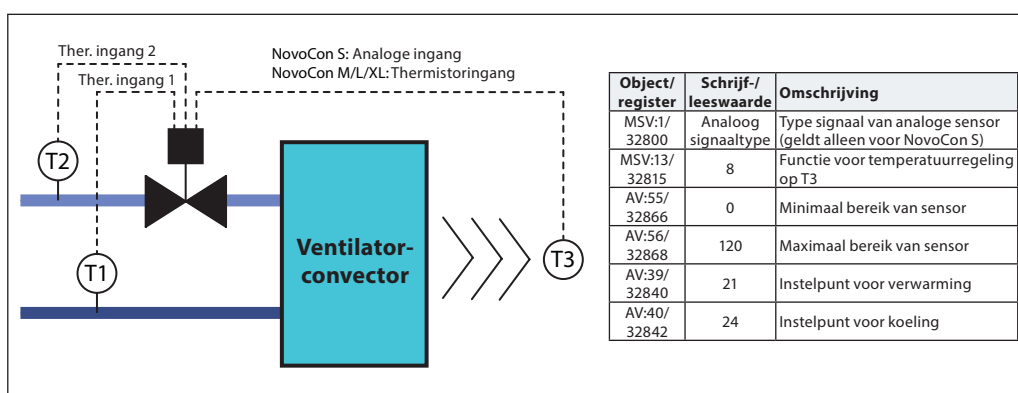 Ther. ingang 2
Ther. ingang 1
NovoCon S: Analoge ingang
NovoCon M/L/XL: Thermistoringang
T2
T1
Ventilator-
convector
T3
Object/
register
Schrijf-/
leeswaarde
Omschrijving
MSV:1/
32800
Analoog
signaaltype
Type signaal van analoge sensor
(geldt alleen voor NovoCon S)
MSV:13/
32815
8
Functie voor temperatuurregeling
op T3
AV:55/
32866
0
Minimaal bereik van sensor
AV:56/
32868
120
Maximaal bereik van sensor
AV:39/
32840
21
Instelpunt voor verwarming
AV:40/
32842
24
Instelpunt voor koeling